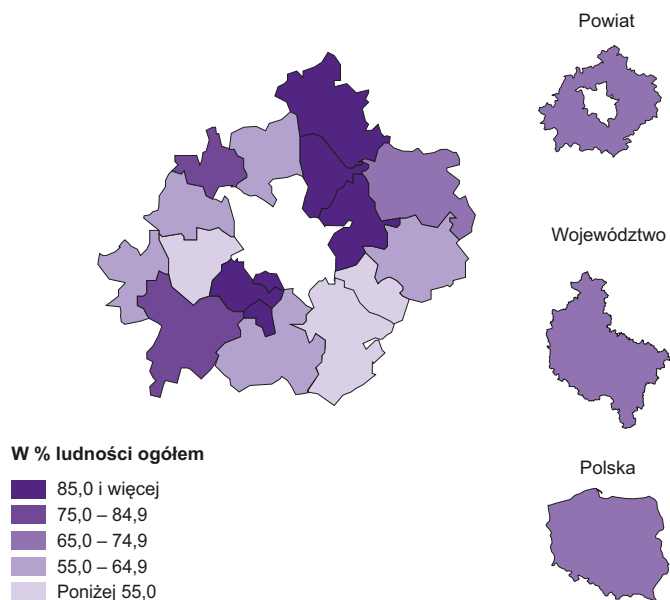 Powiat
Województwo
Polska
W % ludności ogółem
85,0 i więcej
75,0 – 84,9
65,0 – 74,9
55,0 – 64,9
Poniżej 55,0